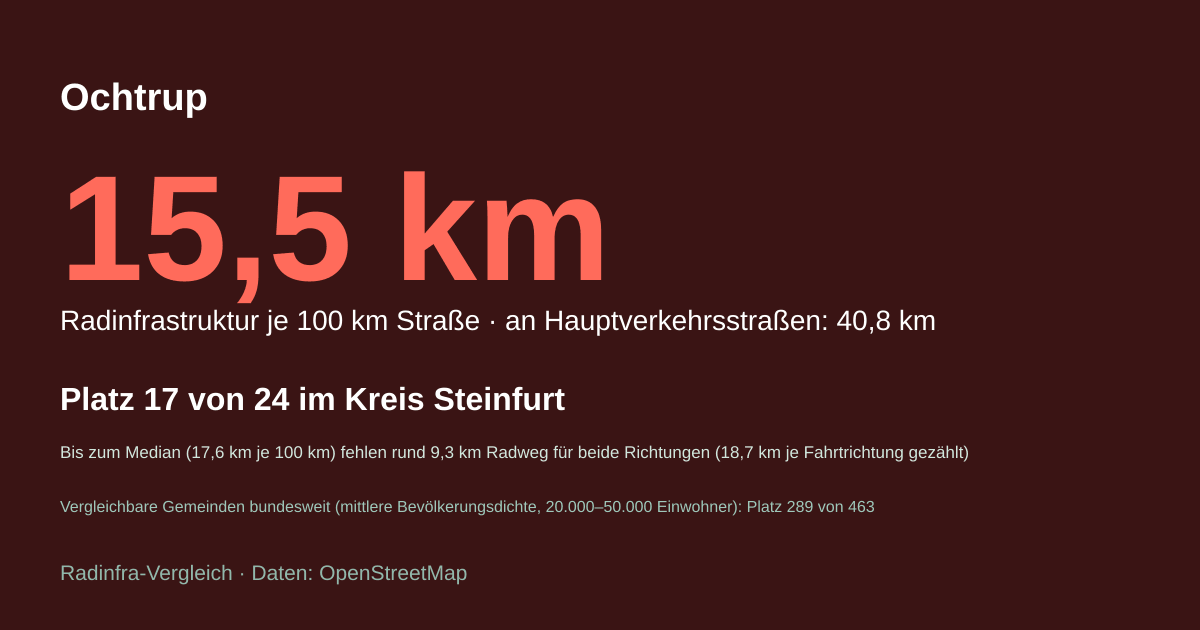 Ochtrup
15,5 km
Radinfrastruktur je 100 km Straße · an Hauptverkehrsstraßen: 40,8 km
Platz 17 von 24 im Kreis Steinfurt
Bis zum Median (17,6 km je 100 km) fehlen rund 9,3 km Radweg für beide Richtungen (18,7 km je Fahrtrichtung gezählt)
Vergleichbare Gemeinden bundesweit (mittlere Bevölkerungsdichte, 20.000–50.000 Einwohner): Platz 289 von 463
Radinfra-Vergleich · Daten: OpenStreetMap